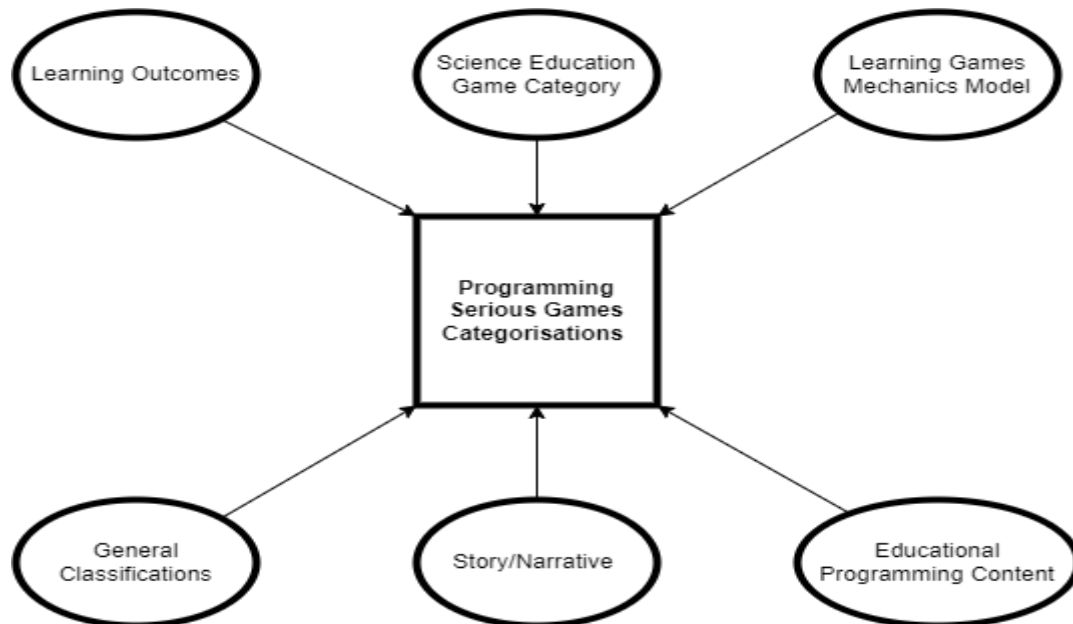 Learning Outcomes
Science Education
Game Category
Learning Games
Mechanics Model
Programming
Serious Games
Categorisations
General
Classifications
Story/Narrative
Educational
Programming Content